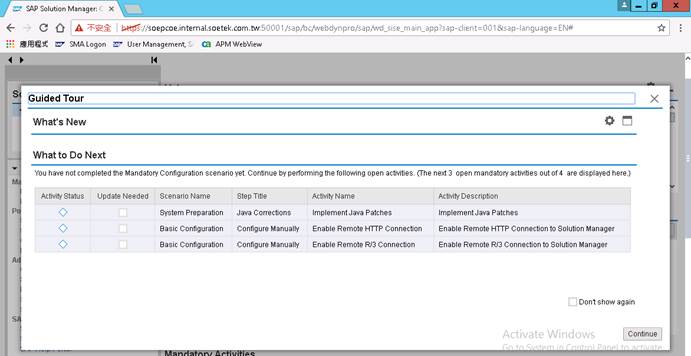 SAP Solution Manager: C
不安全 https://soepcoe.internal.soetek.com.tw:50001/sap/bc/webdynpro/sap/wd_sise_main_app?sap-client=001&sap-language=EN#
應用程式 SMA Logon User Management, S APM WebView
Guided Tour
What's New
What to Do Next
You have not completed the Mandatory Configuration scenario yet. Continue by performing the following open activities. (The next 3 open mandatory activities out of 4 are displayed here.)
Activity Status Update Needed Scenario Name Step Title Activity Name Activity Description
System Preparation Java Corrections Implement Java Patches Implement Java Patches
Basic Configuration Configure Manually Enable Remote HTTP Connection Enable Remote HTTP Connection to Solution Manager
Basic Configuration Configure Manually Enable Remote R/3 Connection Enable Remote R/3 Connection to Solution Manager
Don't show again
Continue
Activate Windows
Go to System in Control Panel to activate
Mandatory Activities